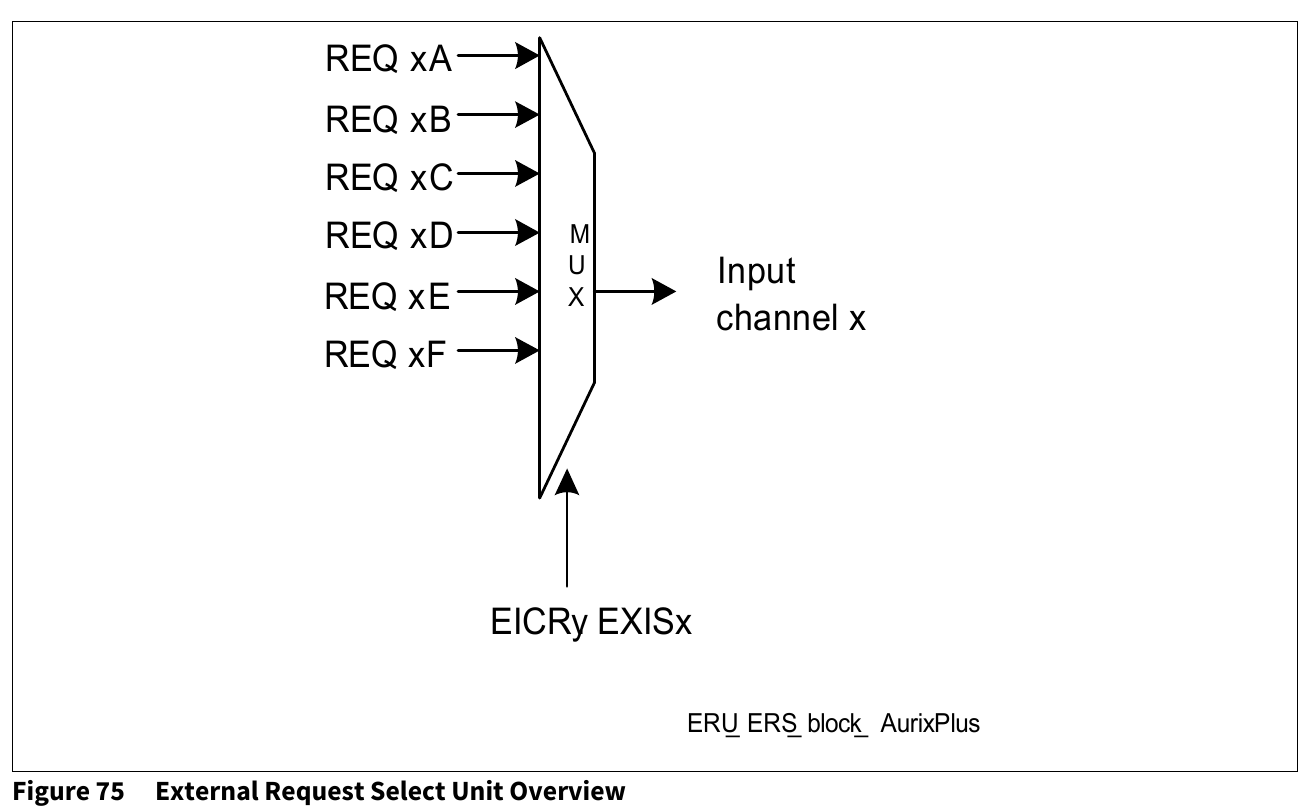 REQ xA
REQ xB
REQ xC
REQ xD
REQ xE
REQ xF
M
U
X
Input
channel x
EICRy EXISx
ERU_ERS_block_ AurixPlus
Figure 75 External Request Select Unit Overview